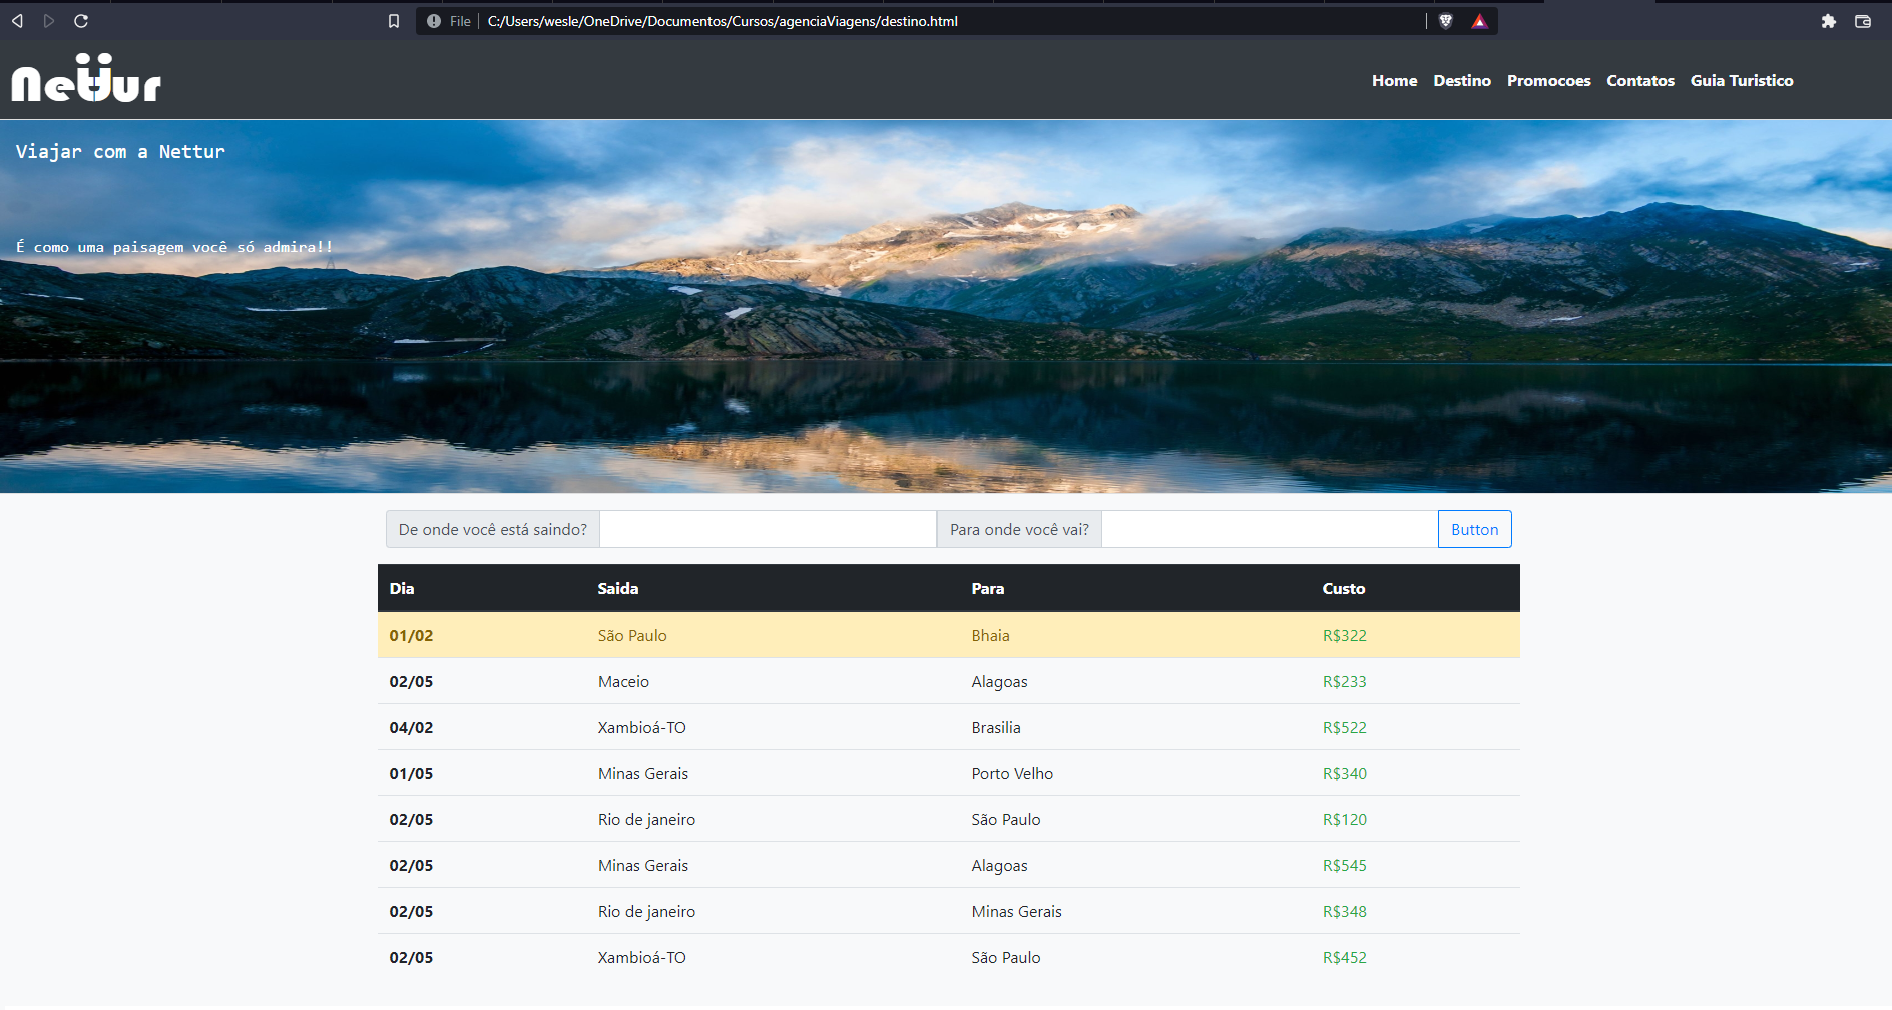 File C:/Users/wesle/OneDrive/Documentos/Cursos/agenciaViagens/destino.html
Nettur Home Destino Promocoes Contatos Guia Turistico
Viajar com a Nettur
É como uma paisagem você só admira!!
De onde você está saindo? Para onde você vai? Button
Dia Saida Para Custo
01/02 São Paulo Bhaia R$322
02/05 Maceio Alagoas R$233
04/02 Xambioá-TO Brasilia R$522
01/05 Minas Gerais Porto Velho R$340
02/05 Rio de janeiro São Paulo R$120
02/05 Minas Gerais Alagoas R$545
02/05 Rio de janeiro Minas Gerais R$348
02/05 Xambioá-TO São Paulo R$452